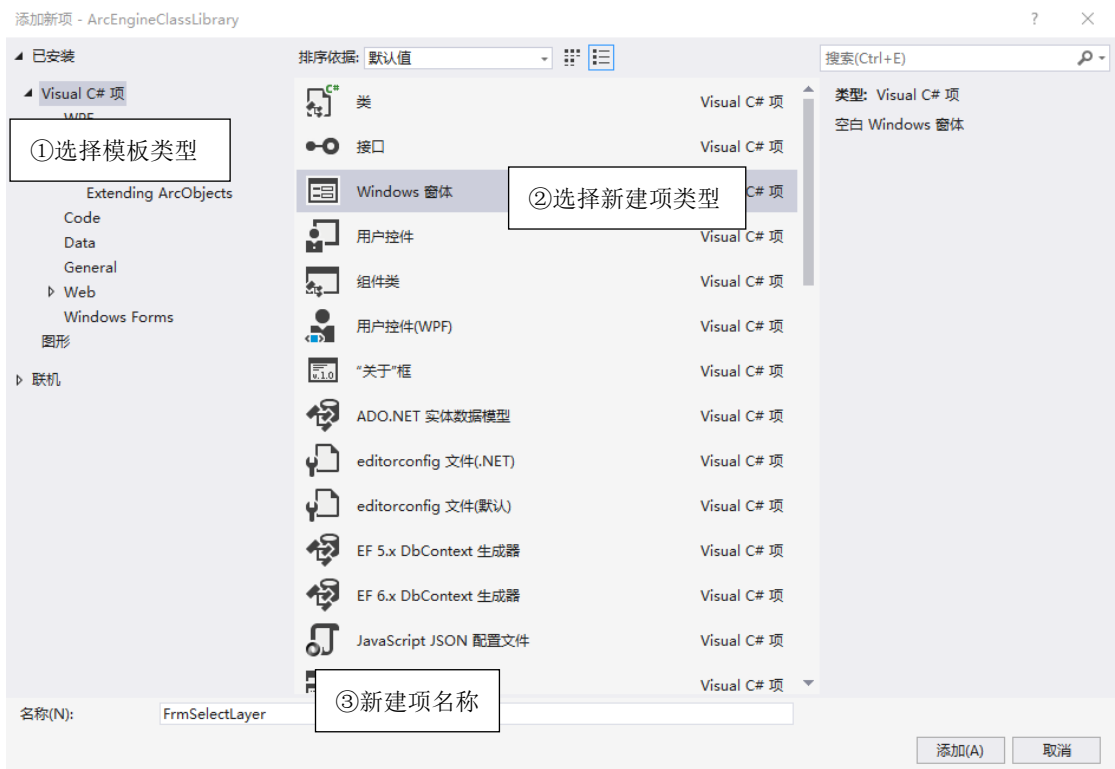 添加新项 - ArcEngineClassLibrary
?
已安装
排序依据: 默认值
搜索(Ctrl+E)
Visual C# 项
①选择模板类型
Extending ArcObjects
Code
Data
General
Web
Windows Forms
图形
联机
类 Visual C# 项
接口 Visual C# 项
Windows 窗体 C# 项
②选择新建项类型
用户控件 Visual C# 项
组件类 Visual C# 项
用户控件(WPF) Visual C# 项
"关于"框 Visual C# 项
ADO.NET 实体数据模型 Visual C# 项
editorconfig 文件(.NET) Visual C# 项
editorconfig 文件(默认) Visual C# 项
EF 5.x DbContext 生成器 Visual C# 项
EF 6.x DbContext 生成器 Visual C# 项
JavaScript JSON 配置文件 Visual C# 项
Visual C# 项
类型: Visual C# 项
空白 Windows 窗体
③新建项名称
名称(N): FrmSelectLayer
添加(A) 取消